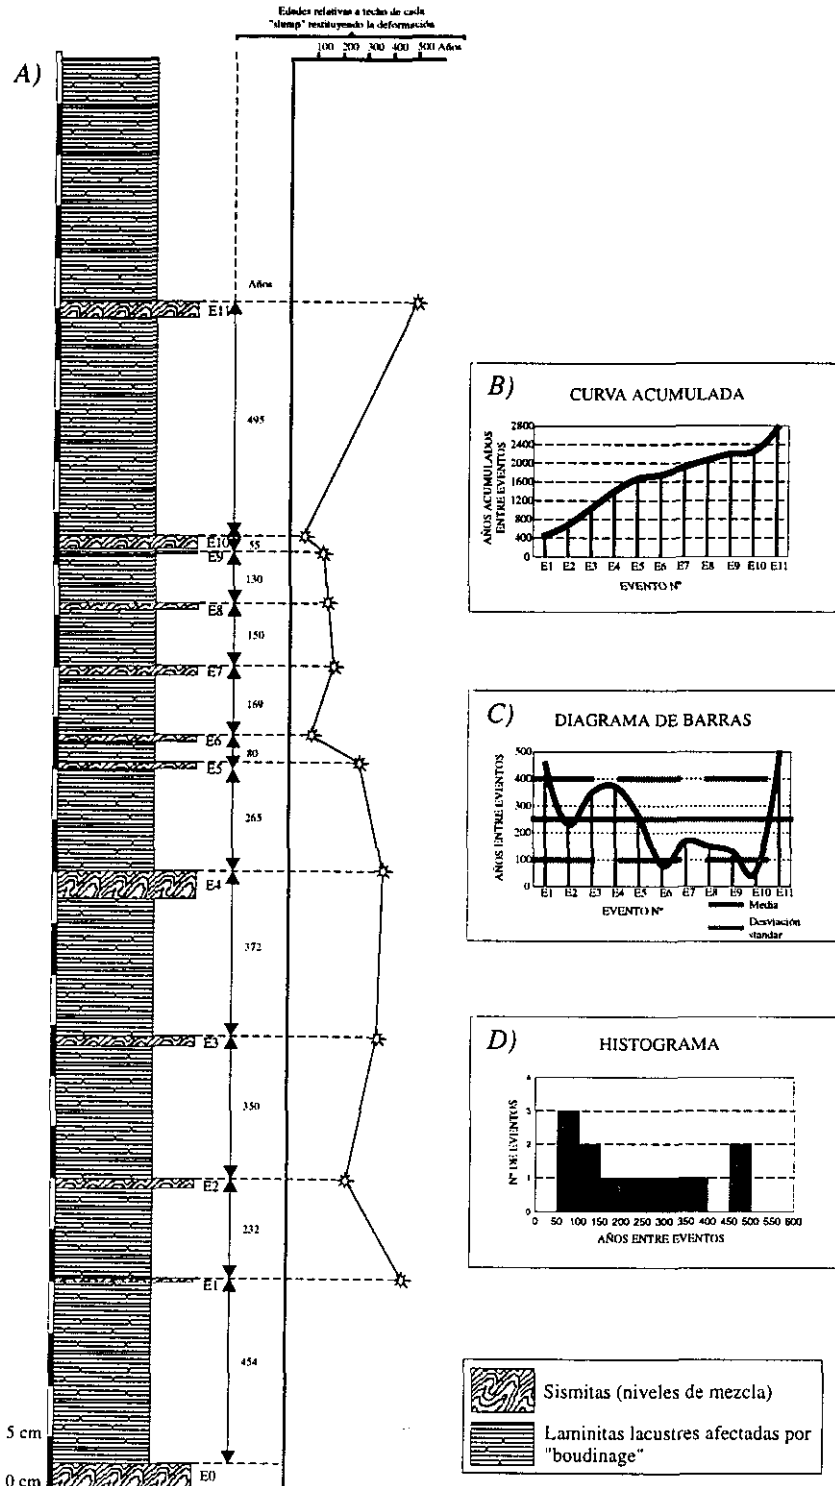 Edades relativas a techo de cada
"slump" restituyendo la deformación
100 200 300 400 500 Años
A)
Años
E11
495
E10
55
E9
130
E8
150
E7
169
E6
80
E5
265
E4
372
E3
350
E2
232
E1
454
5 cm
0 cm
E0
B)
CURVA ACUMULADA
AÑOS ACUMULADOS
ENTRE EVENTOS
2800
2400
2000
1600
1200
800
400
0
E1 E2 E3 E4 E5 E6 E7 E8 E9 E10 E11
EVENTO Nº
C)
DIAGRAMA DE BARRAS
AÑOS ENTRE EVENTOS
500
400
300
200
100
0
E1 E2 E3 E4 E5 E6 E7 E8 E9 E10 E11
EVENTO Nº
Media
Desviación
standar
D)
HISTOGRAMA
Nº DE EVENTOS
4
3
2
1
0
0 50 100 150 200 250 300 350 400 450 500 600
AÑOS ENTRE EVENTOS
Sismitas (niveles de mezcla)
Laminitas lacustres afectadas por
"boudinage"